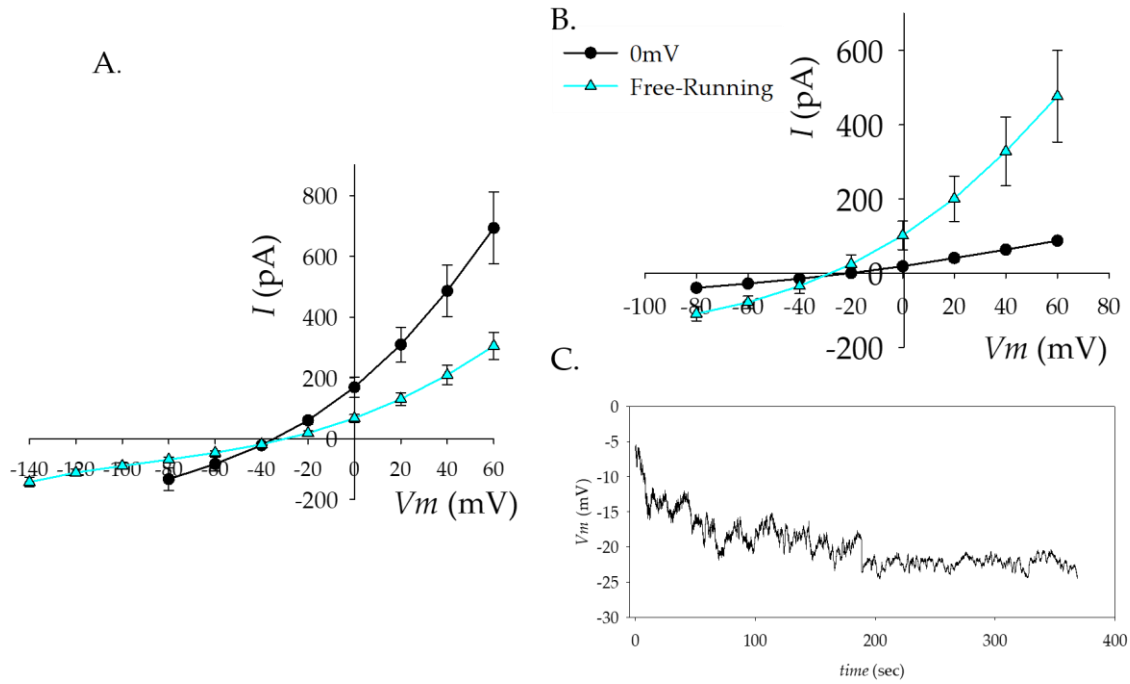 A.
I (pA)
800
600
400
200
0
-200
-140 -120 -100 -80 -60 -40 -20 0 20 40 60
Vm (mV)
B.
0mV
Free-Running
I (pA)
600
400
200
0
-200
-100 -80 -60 -40 -20 0 20 40 60 80
Vm (mV)
C.
Vm (mV)
0
-5
-10
-15
-20
-25
-30
0 100 200 300 400
time (sec)